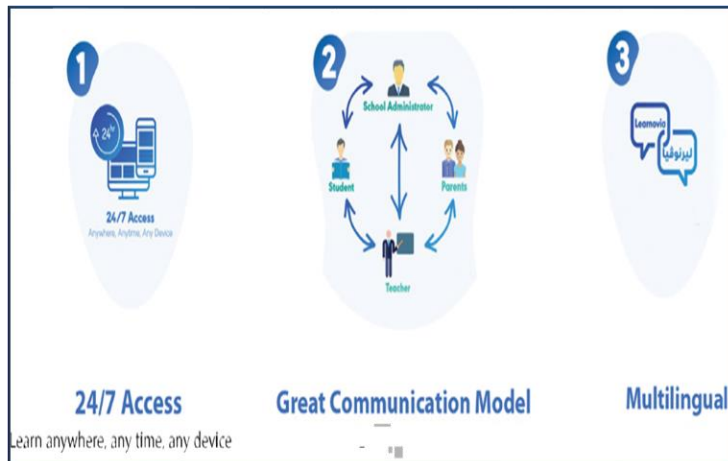 1
24hr
24/7 Access
Anywhere, Anytime, Any Device
24/7 Access
Learn anywhere, any time, any device
2
School Administrator
Student
Parents
Teacher
Great Communication Model
3
Learnovia
ليرنوفيا
Multilingual